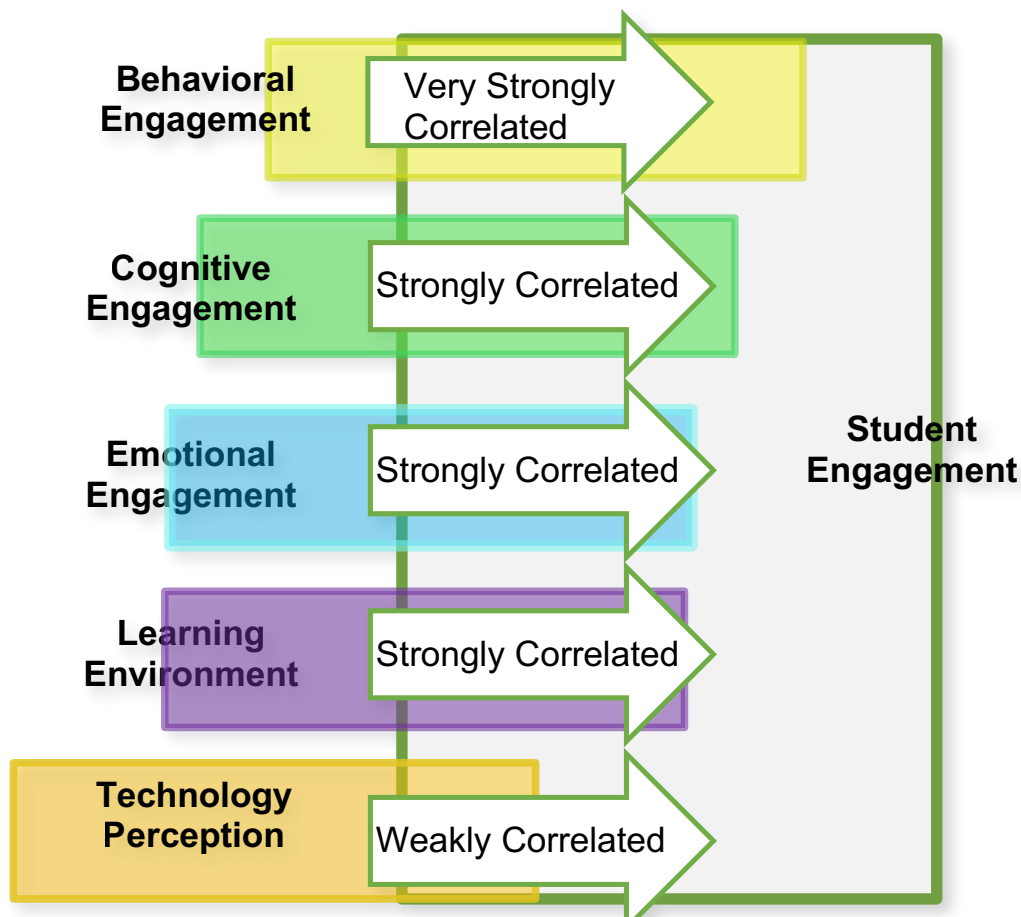 Behavioral
Engagement
Very Strongly
Correlated
Cognitive
Engagement
Strongly Correlated
Emotional
Engagement
Strongly Correlated
Student
Engagement
Learning
Environment
Strongly Correlated
Technology
Perception
Weakly Correlated